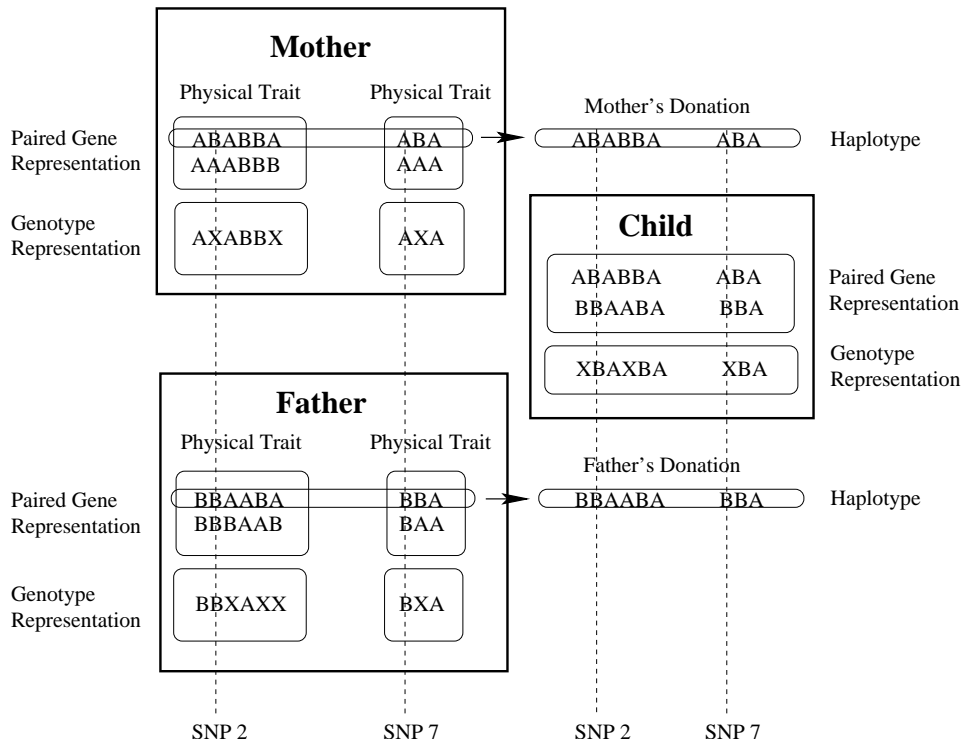 Mother
Physical Trait Physical Trait
Paired Gene
Representation
ABABBA ABA
AAABBB AAA
Genotype
Representation
AXABBX AXA
Mother's Donation
ABABBA ABA
Haplotype
Child
ABABBA ABA
BBAABA BBA
Paired Gene
Representation
XBAXBA XBA
Genotype
Representation
Father
Physical Trait Physical Trait
Paired Gene
Representation
BBAABA BBA
BBBAAB BAA
Genotype
Representation
BBXAXX BXA
Father's Donation
BBAABA BBA
Haplotype
SNP 2 SNP 7 SNP 2 SNP 7